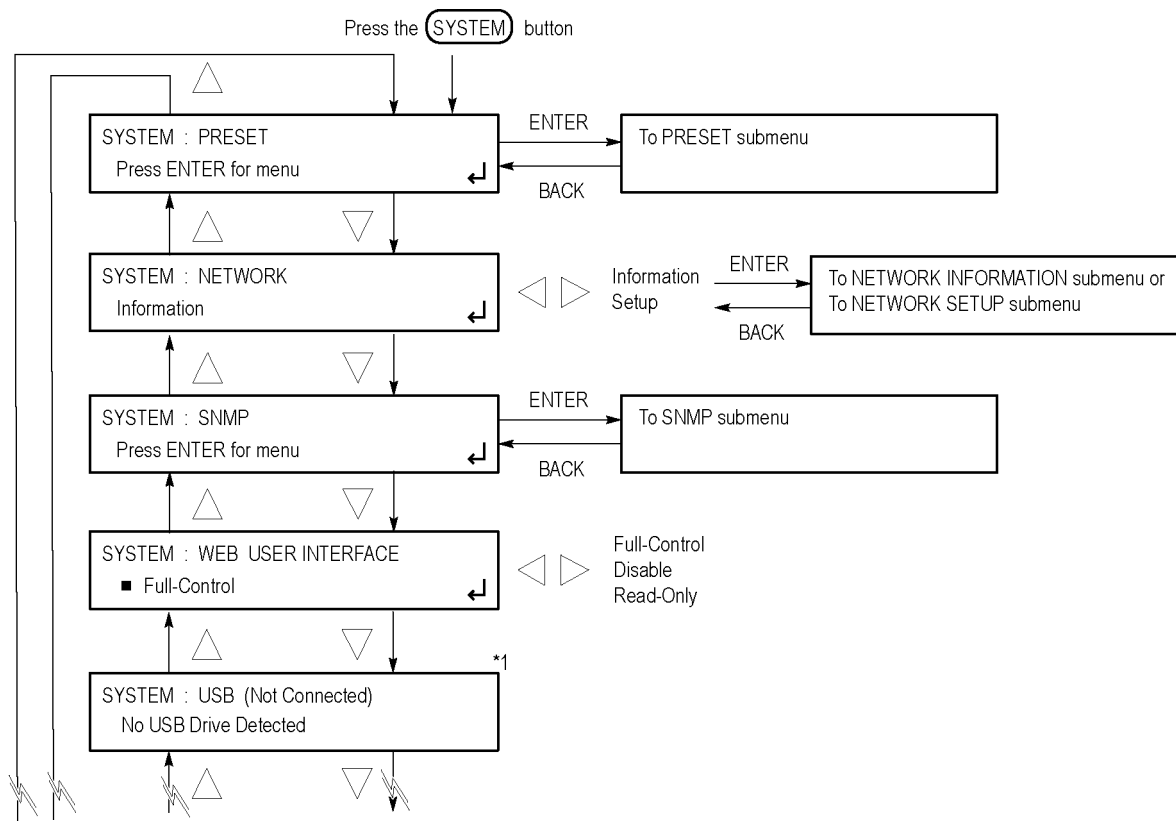 Press the SYSTEM button
SYSTEM : PRESET
Press ENTER for menu
ENTER
BACK
To PRESET submenu
SYSTEM : NETWORK
Information
Information
Setup
ENTER
BACK
To NETWORK INFORMATION submenu or
To NETWORK SETUP submenu
SYSTEM : SNMP
Press ENTER for menu
ENTER
BACK
To SNMP submenu
SYSTEM : WEB USER INTERFACE
■ Full-Control
Full-Control
Disable
Read-Only
*1
SYSTEM : USB (Not Connected)
No USB Drive Detected